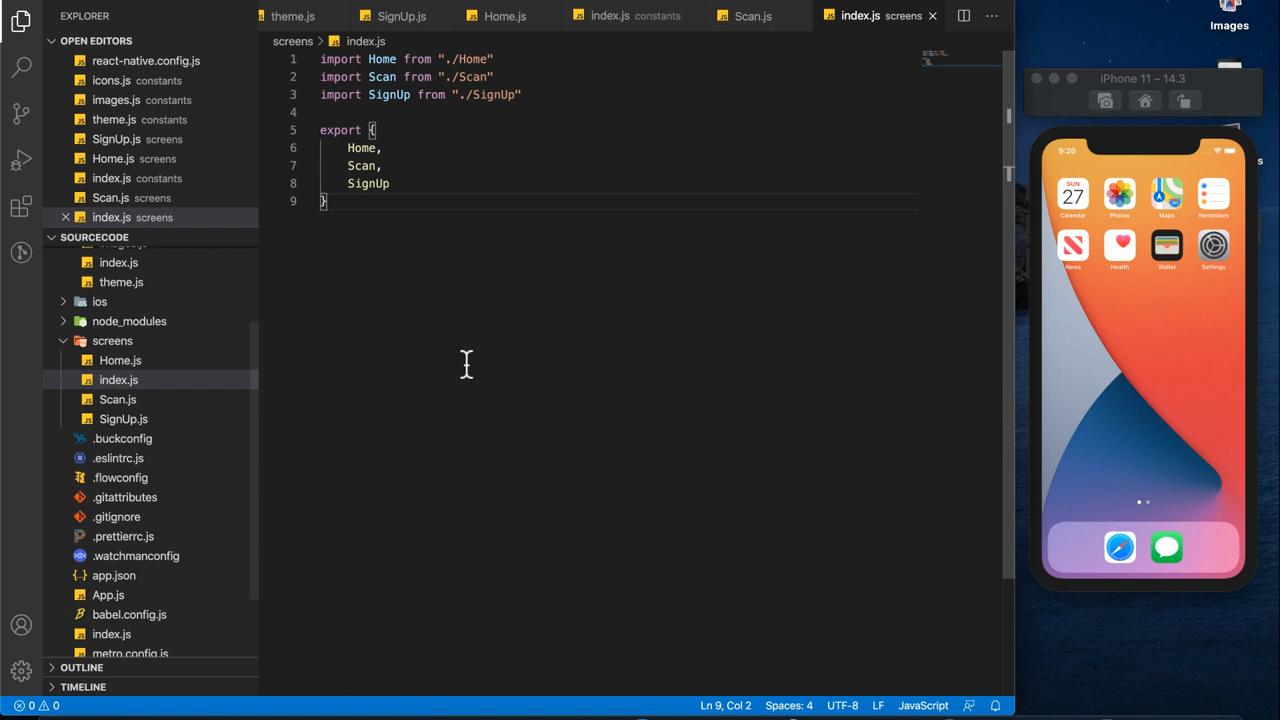 EXPLORER
OPEN EDITORS
react-native.config.js
icons.js constants
images.js constants
theme.js constants
SignUp.js screens
Home.js screens
index.js constants
Scan.js screens
index.js screens
SOURCECODE
index.js
theme.js
ios
node_modules
screens
Home.js
index.js
Scan.js
SignUp.js
.buckconfig
.eslintrc.js
.flowconfig
.gitattributes
.gitignore
.prettierrc.js
.watchmanconfig
app.json
App.js
babel.config.js
index.js
metro.config.js
OUTLINE
TIMELINE
theme.js
SignUp.js
Home.js
index.js constants
Scan.js
index.js screens
screens > index.js
1 import Home from "./Home"
2 import Scan from "./Scan"
3 import SignUp from "./SignUp"
4
5 export {
6 Home,
7 Scan,
8 SignUp
9 }
0 0
Ln 9, Col 2
Spaces: 4
UTF-8
LF
JavaScript
Images
iPhone 11 – 14.3
9:20
SUN
27
Calendar
Photos
Maps
Reminders
News
Health
Wallet
Settings